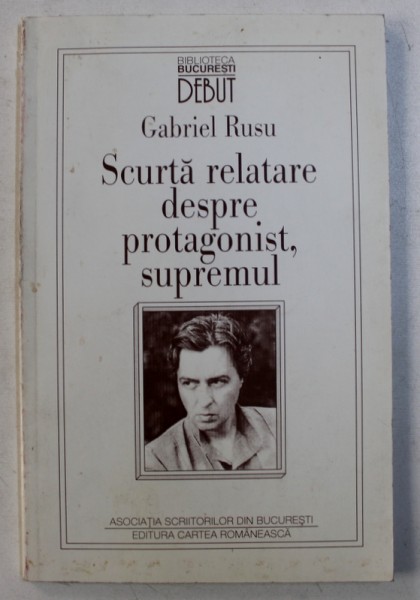 BIBLIOTECA
BUCUREȘTI
DEBUT
Gabriel Rusu
Scurtă relatare
despre
protagonist,
supremul
ASOCIAȚIA SCRIITORILOR DIN BUCUREȘTI
EDITURA CARTEA ROMÂNEASCĂ